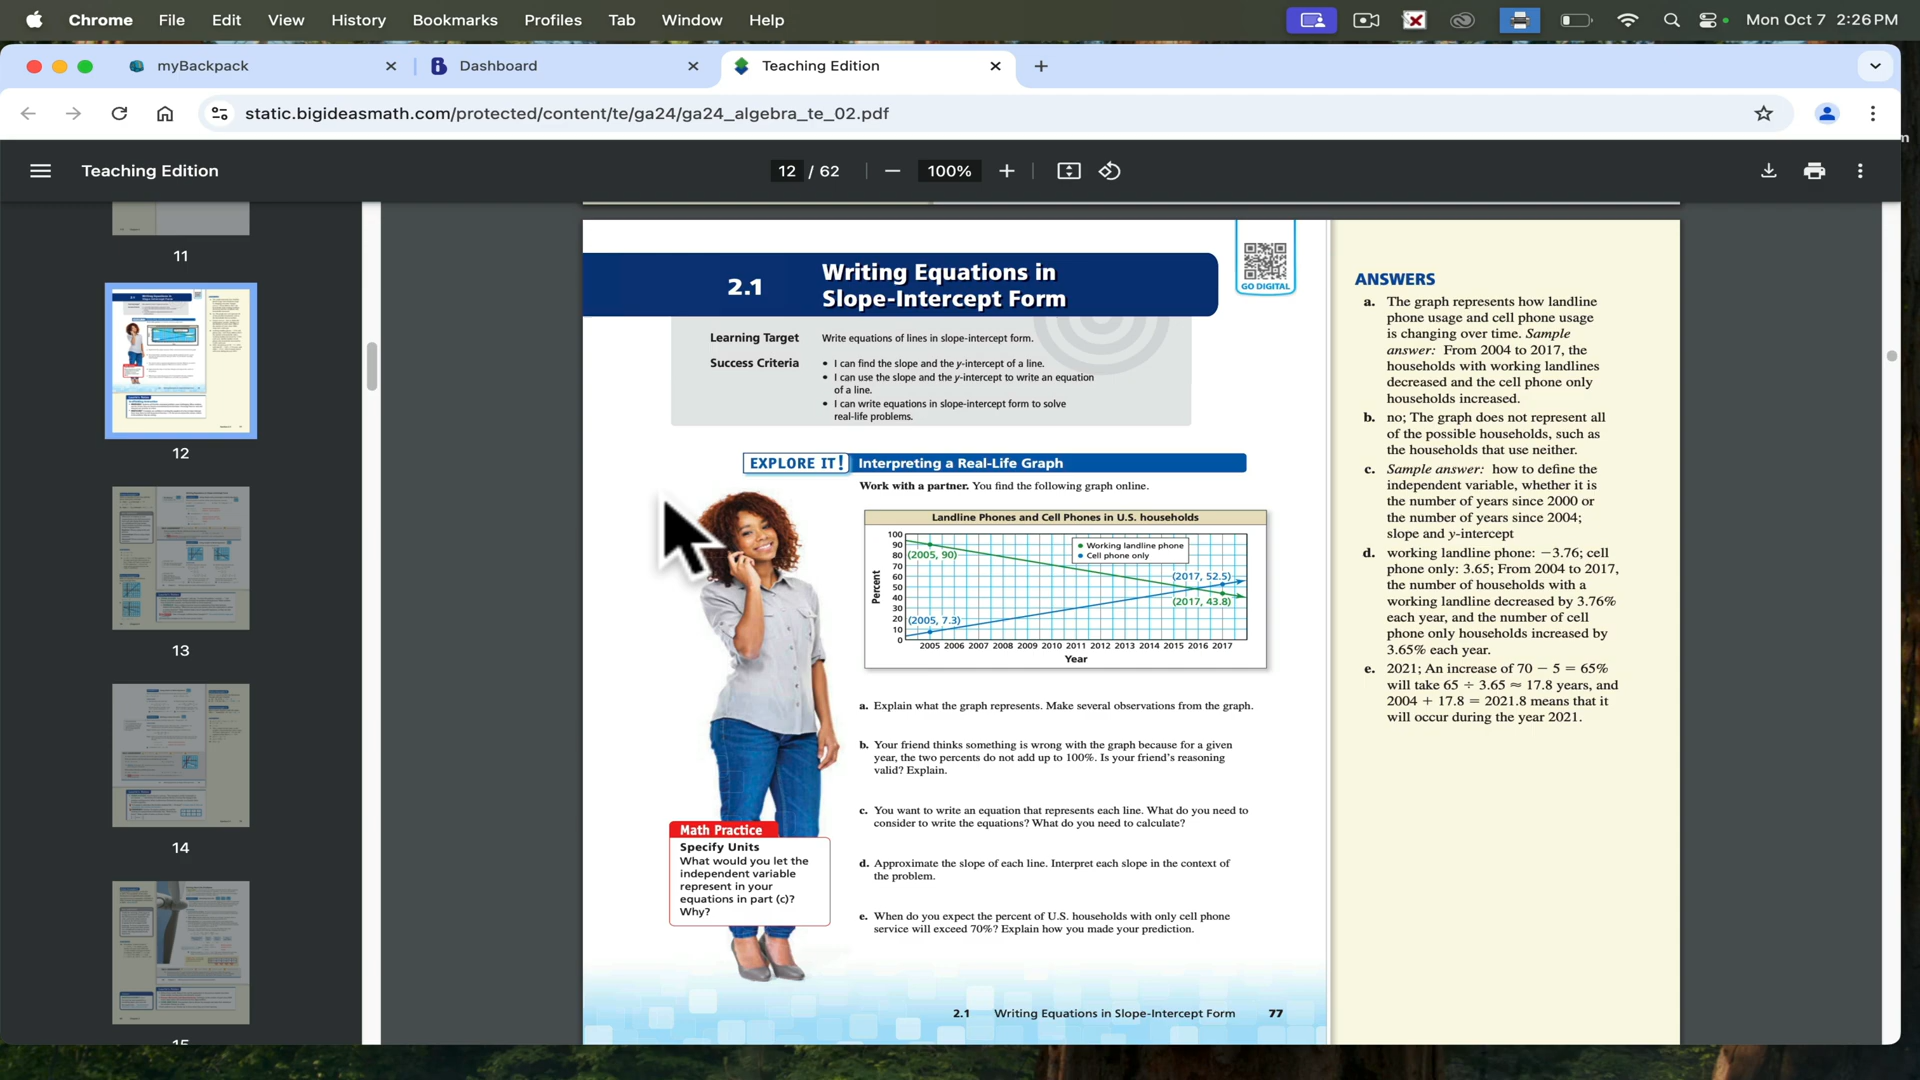 Chrome File Edit View History Bookmarks Profiles Tab Window Help Mon Oct 7 2:26 PM
myBackpack Dashboard Teaching Edition
static.bigideasmath.com/protected/content/te/ga24/ga24_algebra_te_02.pdf
Teaching Edition 12 / 62 100%
11
12
13
14
15
GO DIGITAL
2.1 Writing Equations in
Slope-Intercept Form
Learning Target Write equations of lines in slope-intercept form.
Success Criteria • I can find the slope and the y-intercept of a line.
• I can use the slope and the y-intercept to write an equation
of a line.
• I can write equations in slope-intercept form to solve
real-life problems.
EXPLORE IT! Interpreting a Real-Life Graph
Work with a partner. You find the following graph online.
Landline Phones and Cell Phones in U.S. households
Percent
100
90
80
70
60
50
40
30
20
10
0
Working landline phone
Cell phone only
(2005, 90)
(2017, 52.5)
(2017, 43.8)
(2005, 7.3)
2005 2006 2007 2008 2009 2010 2011 2012 2013 2014 2015 2016 2017
Year
a. Explain what the graph represents. Make several observations from the graph.
b. Your friend thinks something is wrong with the graph because for a given
year, the two percents do not add up to 100%. Is your friend's reasoning
valid? Explain.
c. You want to write an equation that represents each line. What do you need to
consider to write the equations? What do you need to calculate?
d. Approximate the slope of each line. Interpret each slope in the context of
the problem.
e. When do you expect the percent of U.S. households with only cell phone
service will exceed 70%? Explain how you made your prediction.
Math Practice
Specify Units
What would you let the
independent variable
represent in your
equations in part (c)?
Why?
2.1 Writing Equations in Slope-Intercept Form 77
ANSWERS
a. The graph represents how landline
phone usage and cell phone usage
is changing over time. Sample
answer: From 2004 to 2017, the
households with working landlines
decreased and the cell phone only
households increased.
b. no; The graph does not represent all
of the possible households, such as
the households that use neither.
c. Sample answer: how to define the
independent variable, whether it is
the number of years since 2000 or
the number of years since 2004;
slope and y-intercept
d. working landline phone: −3.76; cell
phone only: 3.65; From 2004 to 2017,
the number of households with a
working landline decreased by 3.76%
each year, and the number of cell
phone only households increased by
3.65% each year.
e. 2021; An increase of 70 − 5 = 65%
will take 65 ÷ 3.65 ≈ 17.8 years, and
2004 + 17.8 = 2021.8 means that it
will occur during the year 2021.